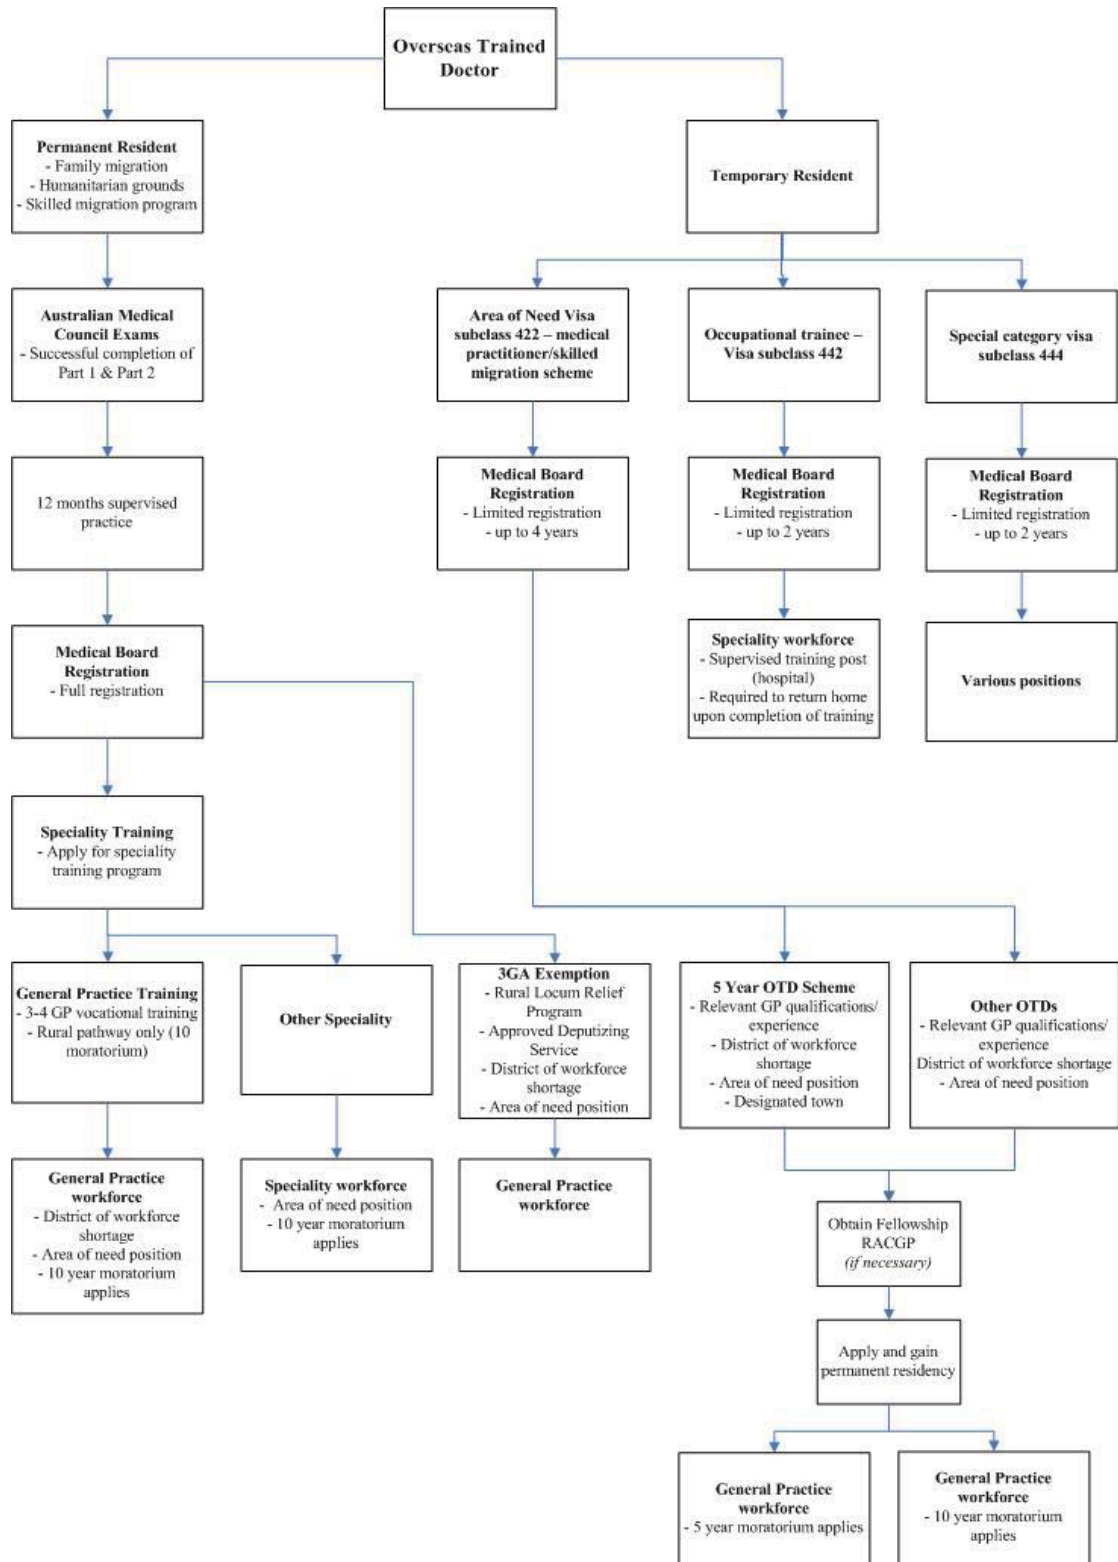 Overseas Trained
Doctor
Permanent Resident
- Family migration
- Humanitarian grounds
- Skilled migration program
Temporary Resident
Australian Medical
Council Exams
- Successful completion of
Part 1 & Part 2
Area of Need Visa
subclass 422 – medical
practitioner/skilled
migration scheme
Occupational trainee –
Visa subclass 442
Special category visa
subclass 444
12 months supervised
practice
Medical Board
Registration
- Limited registration
- up to 4 years
Medical Board
Registration
- Limited registration
- up to 2 years
Medical Board
Registration
- Limited registration
- up to 2 years
Medical Board
Registration
- Full registration
Speciality workforce
- Supervised training post
(hospital)
- Required to return home
upon completion of training
Various positions
Speciality Training
- Apply for speciality
training program
General Practice Training
- 3-4 GP vocational training
- Rural pathway only (10
moratorium)
Other Speciality
3GA Exemption
- Rural Locum Relief
Program
- Approved Deputizing
Service
- District of workforce
shortage
- Area of need position
5 Year OTD Scheme
- Relevant GP qualifications/
experience
- District of workforce
shortage
- Area of need position
- Designated town
Other OTDs
- Relevant GP qualifications/
experience
District of workforce shortage
- Area of need position
General Practice
workforce
- District of workforce
shortage
- Area of need position
- 10 year moratorium
applies
Speciality workforce
- Area of need position
- 10 year moratorium
applies
General Practice
workforce
Obtain Fellowship
RACGP
(if necessary)
Apply and gain
permanent residency
General Practice
workforce
- 5 year moratorium applies
General Practice
workforce
- 10 year moratorium
applies